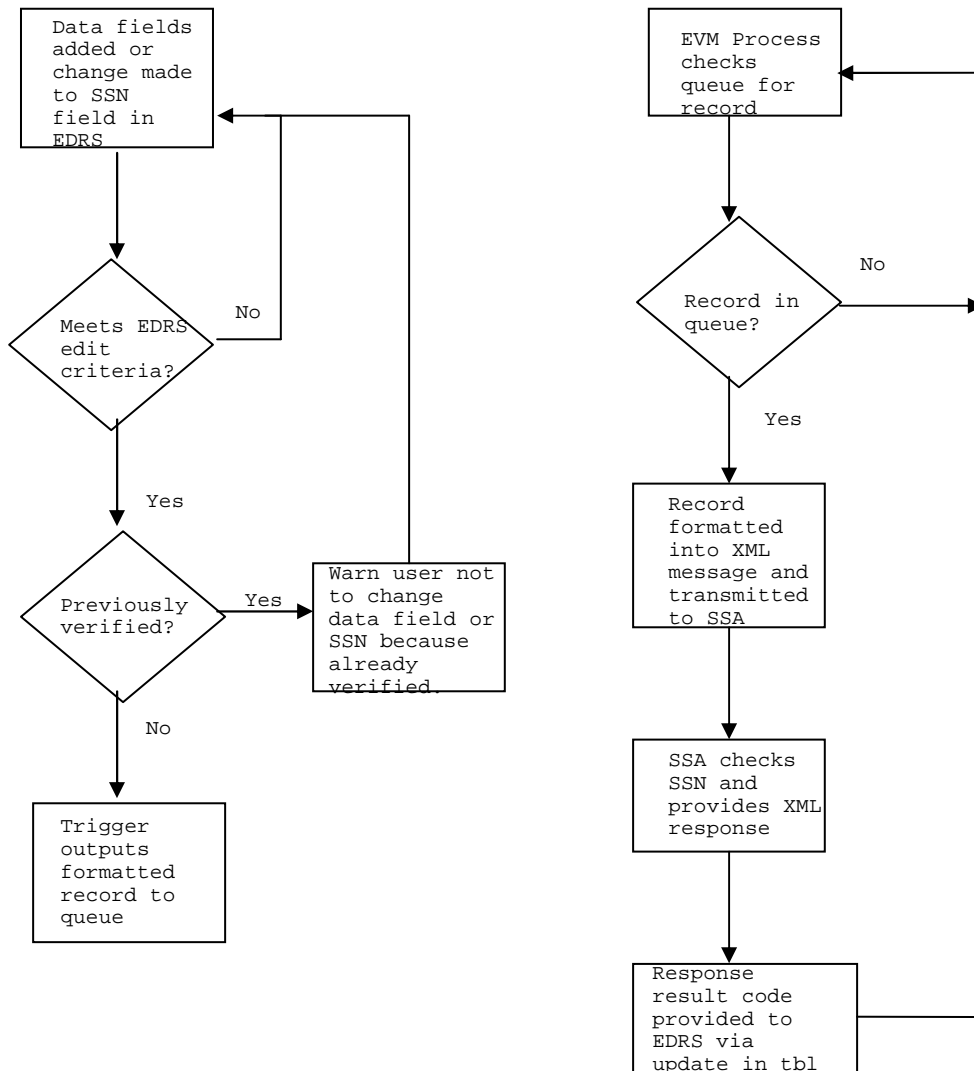 Data fields
added or
change made
to SSN
field in
EDRS
Meets EDRS
edit
criteria?
No
Yes
Previously
verified?
Yes
Warn user not
to change
data field or
SSN because
already
verified.
No
Trigger
outputs
formatted
record to
queue
EVM Process
checks
queue for
record
Record in
queue?
No
Yes
Record
formatted
into XML
message and
transmitted
to SSA
SSA checks
SSN and
provides XML
response
Response
result code
provided to
EDRS via
update in tbl